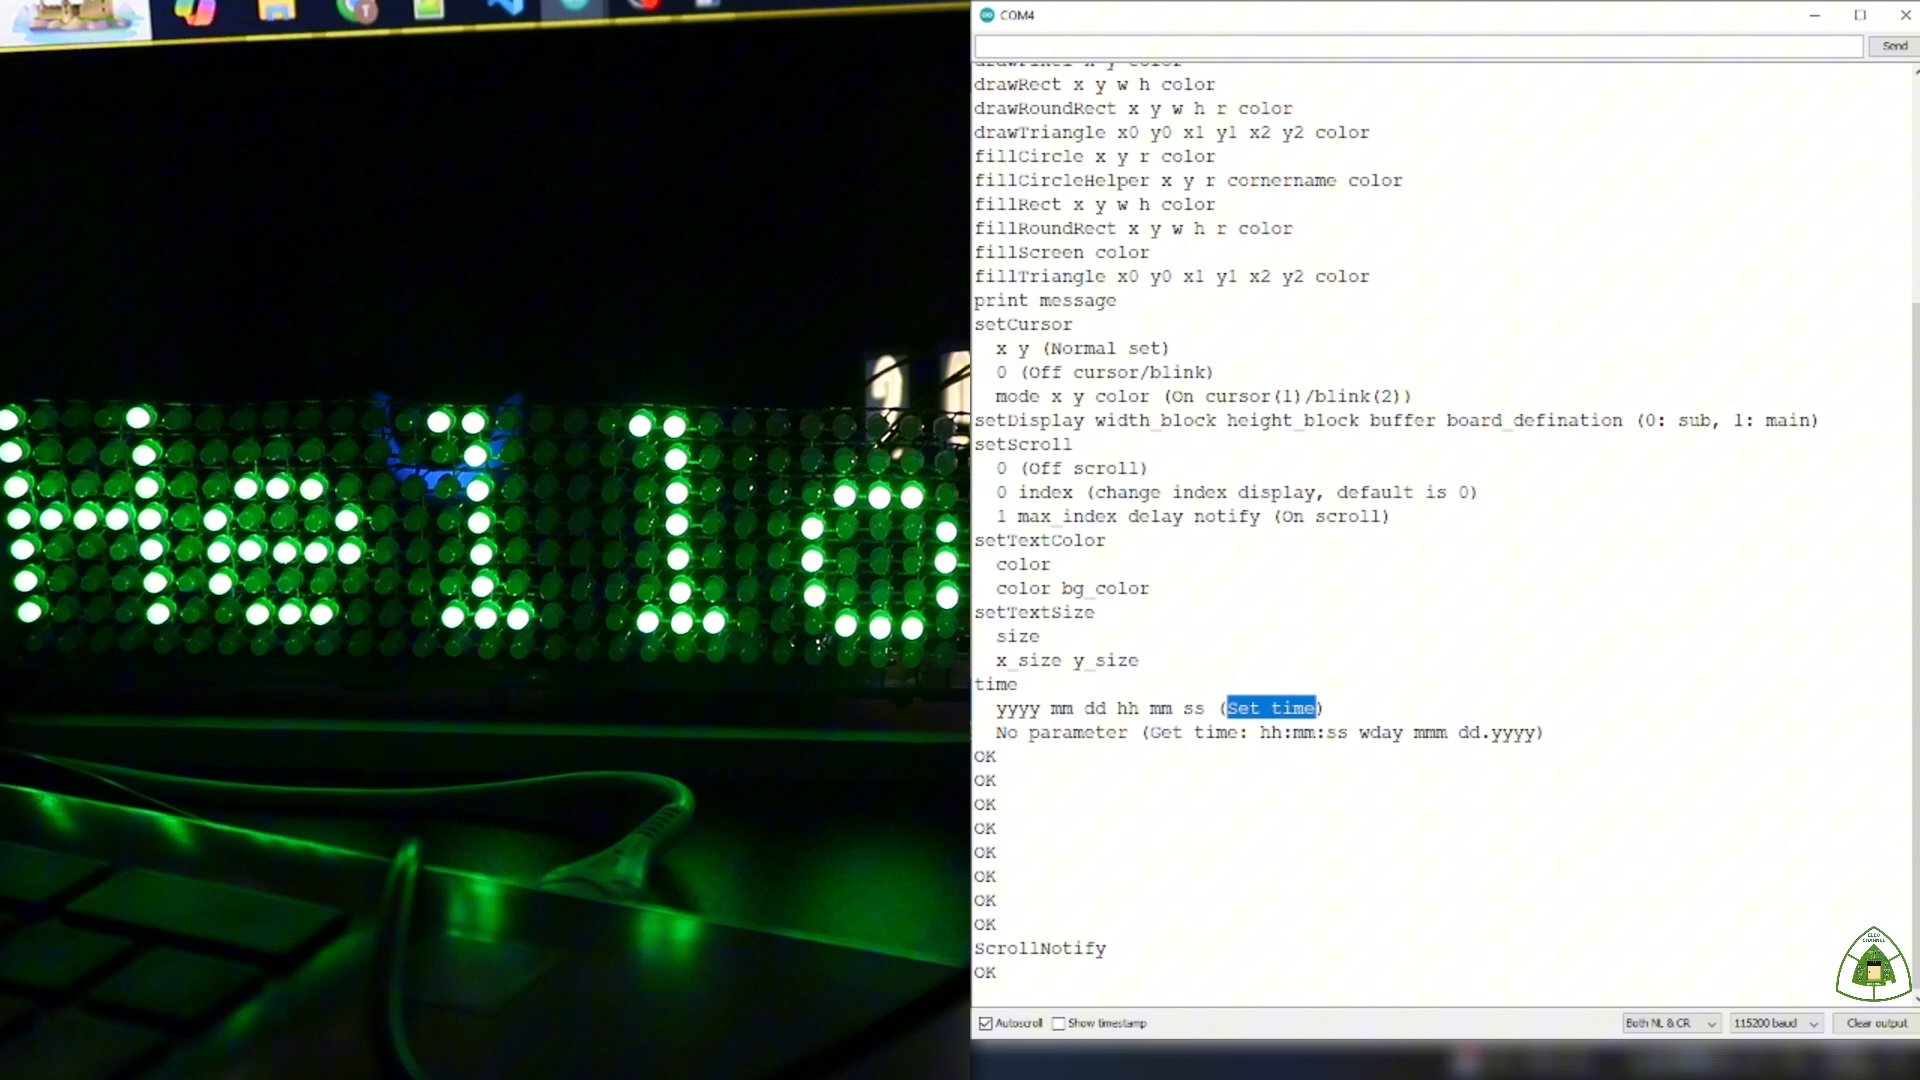 Hello
COM4
Send
drawPixel x y color
drawRect x y w h color
drawRoundRect x y w h r color
drawTriangle x0 y0 x1 y1 x2 y2 color
fillCircle x y r color
fillCircleHelper x y r cornername color
fillRect x y w h color
fillRoundRect x y w h r color
fillScreen color
fillTriangle x0 y0 x1 y1 x2 y2 color
print message
setCursor
x y (Normal set)
0 (Off cursor/blink)
mode x y color (On cursor(1)/blink(2))
setDisplay width_block height_block buffer board_defination (0: sub, 1: main)
setScroll
0 (Off scroll)
0 index (change index display, default is 0)
1 max_index delay notify (On scroll)
setTextColor
color
color bg_color
setTextSize
size
x_size y_size
time
yyyy mm dd hh mm ss (Set time)
No parameter (Get time: hh:mm:ss wday mmm dd.yyyy)
OK
OK
OK
OK
OK
OK
OK
OK
ScrollNotify
OK
Autoscroll
Show timestamp
Both NL & CR
115200 baud
Clear output